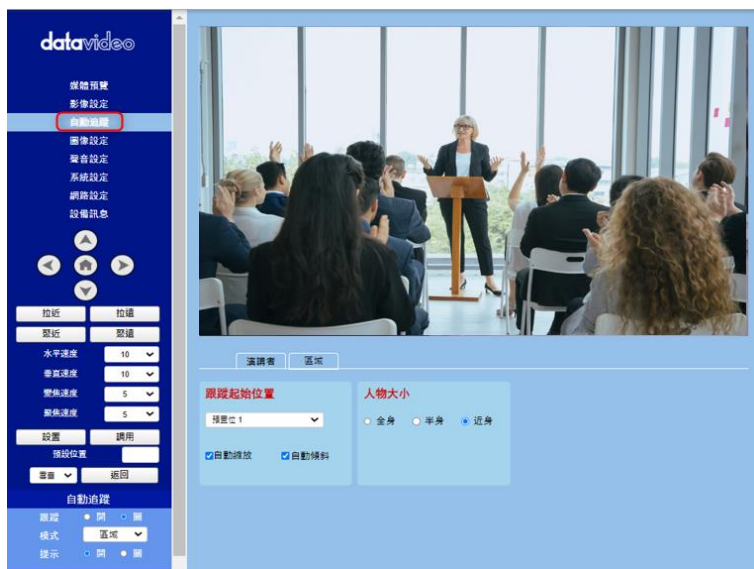 datavideo
媒體預覽
影像設定
自動追蹤
圖像設定
聲音設定
系統設定
網路設定
設備訊息
拉近 拉遠
聚近 聚遠
水平速度 10
垂直速度 10
變焦速度 5
聚焦速度 5
設置 調用
預設位置
返回
自動追蹤
跟蹤 開 關
模式 區域
提示 開 關
演講者 區域
跟蹤起始位置
預置位 1
自動縮放 自動傾斜
人物大小
全身 半身 近身